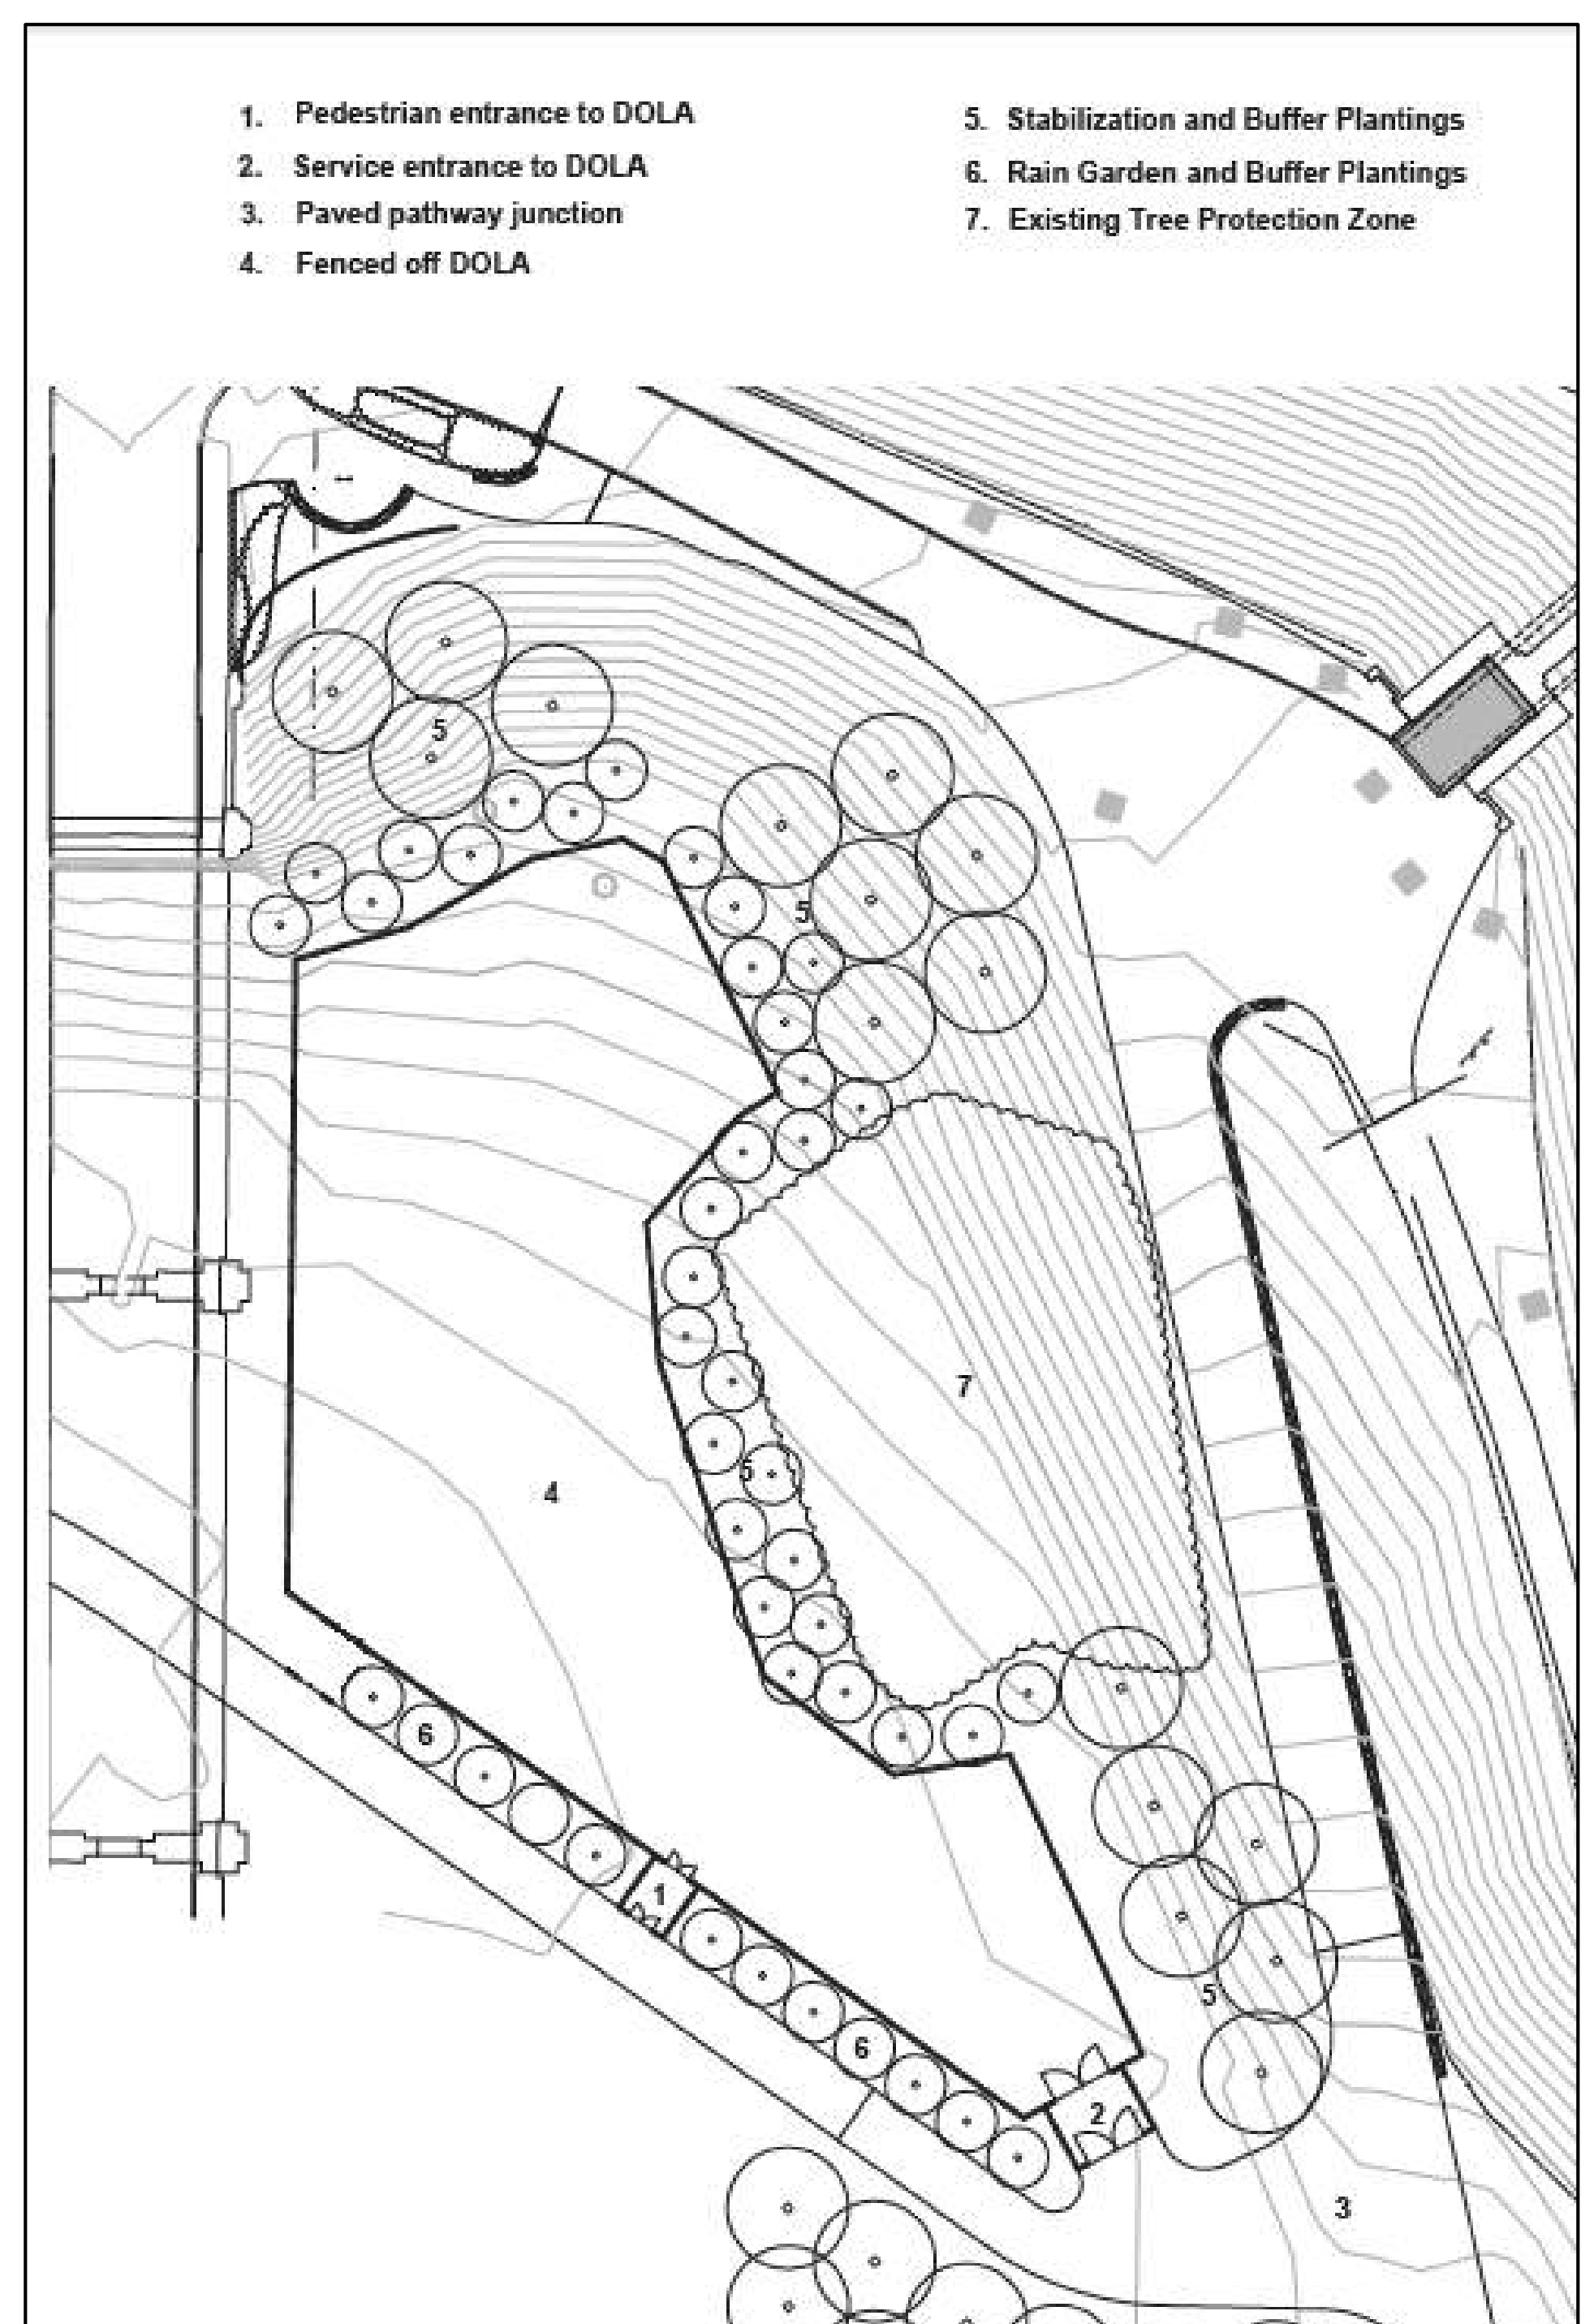 1. Pedestrian entrance to DOLA
2. Service entrance to DOLA
3. Paved pathway junction
4. Fenced off DOLA
5. Stabilization and Buffer Plantings
6. Rain Garden and Buffer Plantings
7. Existing Tree Protection Zone
5
5
7
5
4
6
1
5
6
2
3